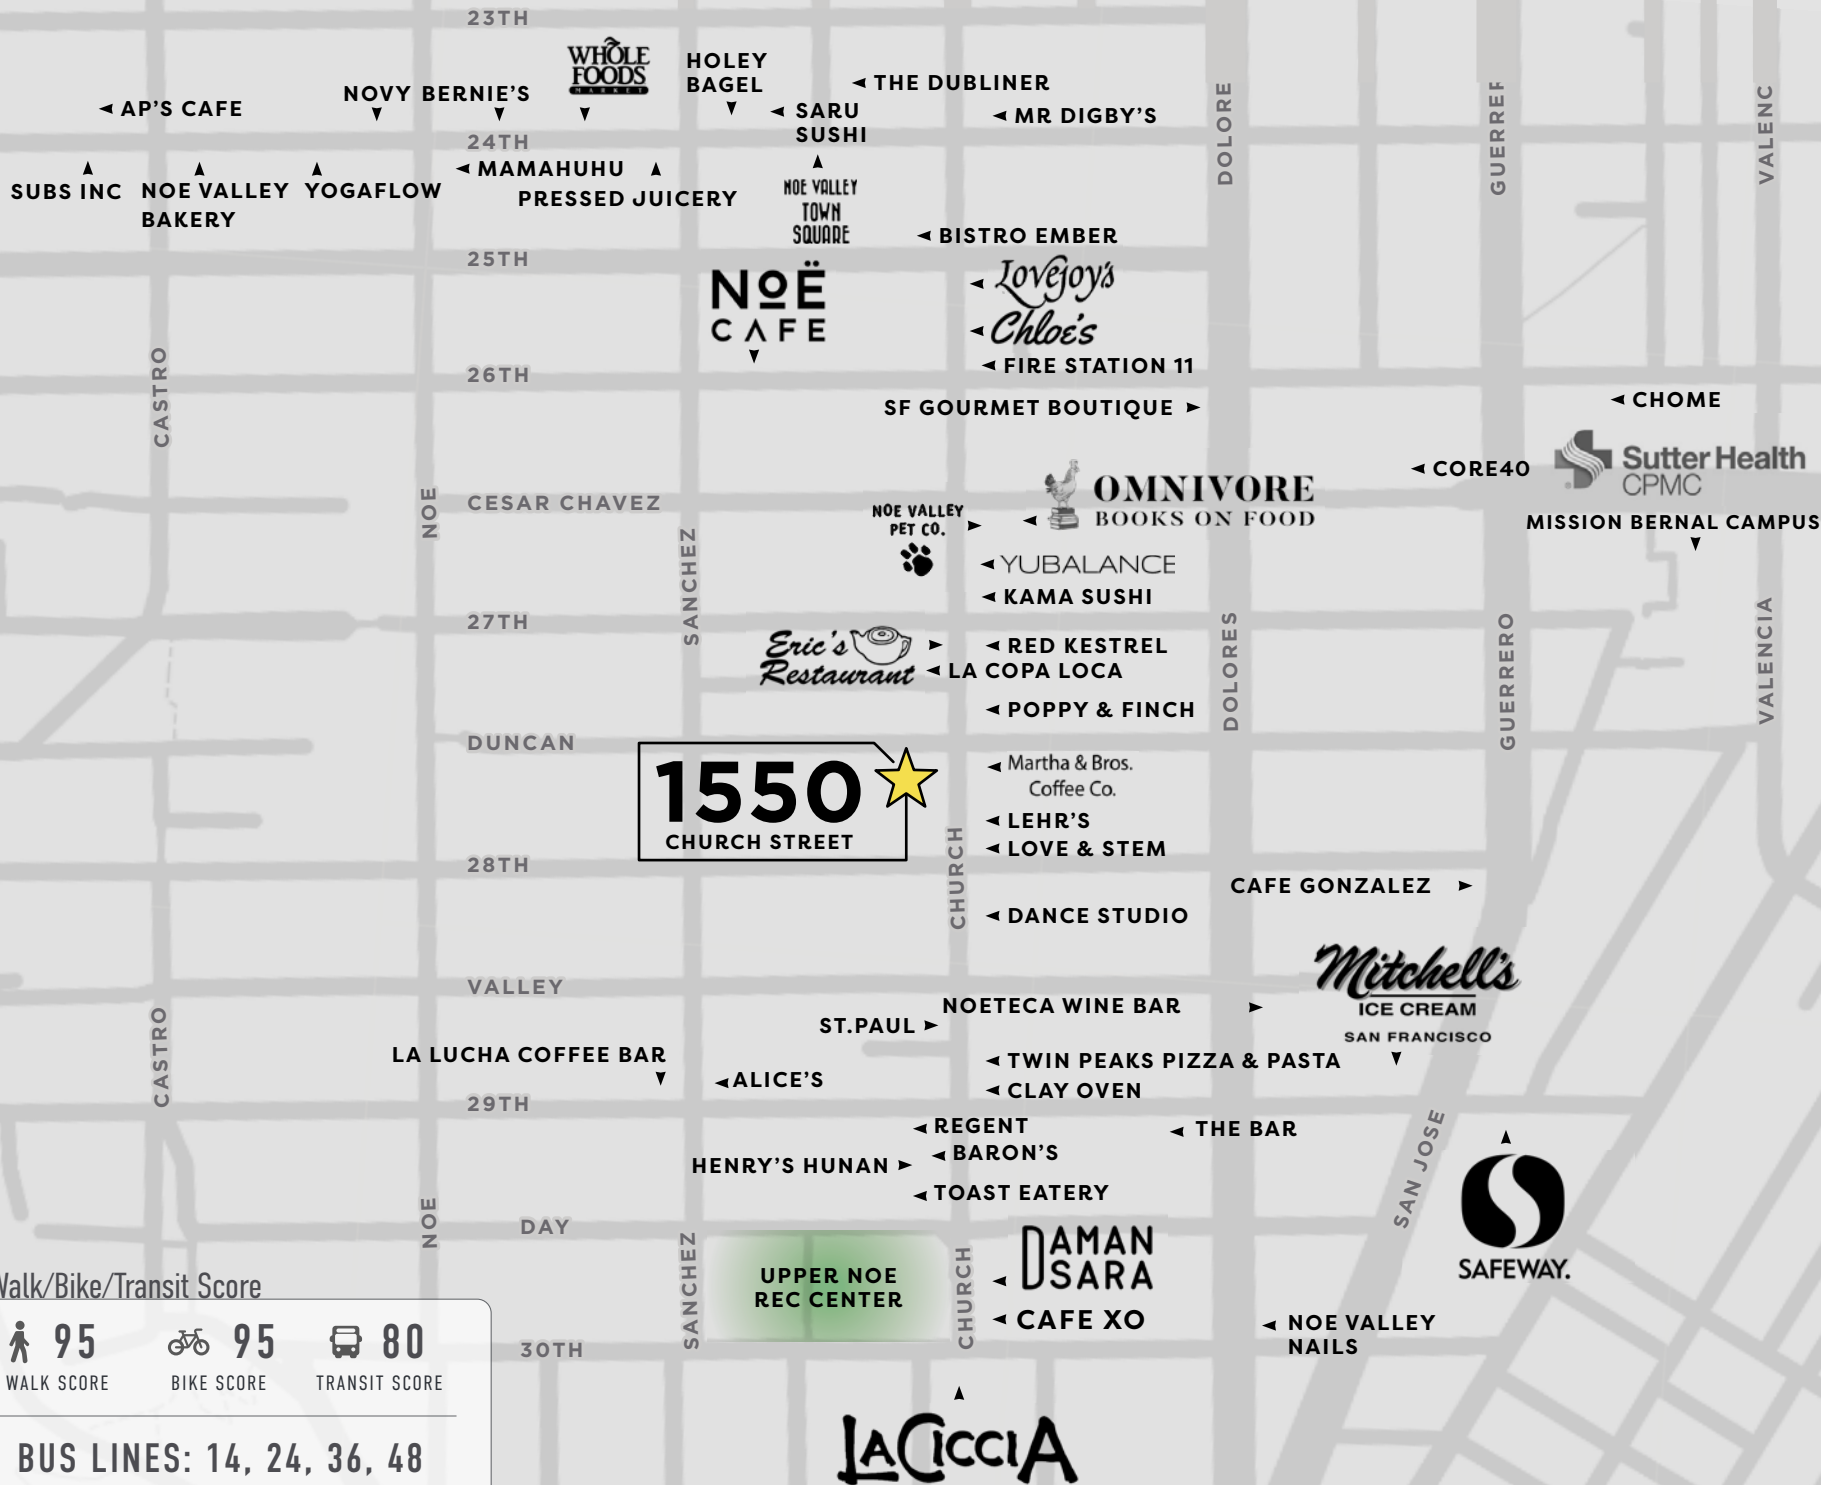 23TH
WHOLE
FOODS
MARKET
HOLEY
BAGEL
◄ THE DUBLINER
NOVY BERNIE'S
◄ AP'S CAFE
◄ SARU
SUSHI
◄ MR DIGBY'S
DOLORE
GUERRER
VALENC
24TH
SUBS INC
NOE VALLEY
BAKERY
YOGAFLOW
◄ MAMAHUHU
PRESSED JUICERY
NOE VALLEY
TOWN
SQUARE
◄ BISTRO EMBER
25TH
NOË
CAFE
◄ Lovejoy's
◄ Chloe's
◄ FIRE STATION 11
26TH
CASTRO
SF GOURMET BOUTIQUE ►
◄ CHOME
◄ CORE40
Sutter Health
CPMC
MISSION BERNAL CAMPUS
NOE
CESAR CHAVEZ
SANCHEZ
NOE VALLEY
PET CO. ►
◄ OMNIVORE
BOOKS ON FOOD
◄ YUBALANCE
◄ KAMA SUSHI
27TH
Eric's
Restaurant ►
◄ RED KESTREL
◄ LA COPA LOCA
◄ POPPY & FINCH
DOLORES
GUERRERO
VALENCIA
DUNCAN
1550
CHURCH STREET
◄ Martha & Bros.
Coffee Co.
◄ LEHR'S
◄ LOVE & STEM
28TH
CHURCH
CAFE GONZALEZ ►
◄ DANCE STUDIO
Mitchell's
ICE CREAM
SAN FRANCISCO
VALLEY
NOETECA WINE BAR ►
ST.PAUL ►
CASTRO
LA LUCHA COFFEE BAR
◄ ALICE'S
◄ TWIN PEAKS PIZZA & PASTA
◄ CLAY OVEN
29TH
◄ REGENT
◄ THE BAR
◄ BARON'S
HENRY'S HUNAN ►
◄ TOAST EATERY
SAN JOSE
SAFEWAY.
NOE
DAY
SANCHEZ
UPPER NOE
REC CENTER
CHURCH
◄ DAMAN
SARA
◄ CAFE XO
◄ NOE VALLEY
NAILS
30TH
LA CICCIA
Walk/Bike/Transit Score
95
WALK SCORE
95
BIKE SCORE
80
TRANSIT SCORE
BUS LINES: 14, 24, 36, 48